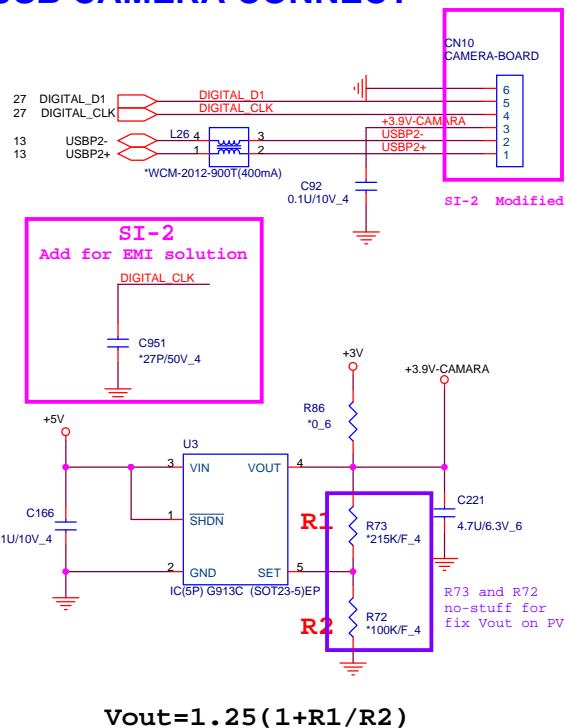 USB CAMERA CONNECT
CN10
CAMERA-BOARD
27 DIGITAL_D1
DIGITAL_D1
27 DIGITAL_CLK
DIGITAL_CLK
+3.9V-CAMARA
13 USBP2-
L26 4 3
USBP2-
13 USBP2+
1 2
USBP2+
6
5
4
3
2
1
*WCM-2012-900T(400mA)
C92
0.1U/10V_4
SI-2 Modified
SI-2
Add for EMI solution
DIGITAL_CLK
C951
*27P/50V_4
+3V
+3.9V-CAMARA
R86
*0_6
+5V
U3
3 VIN VOUT 4
C166
1U/10V_4
1 SHDN
2 GND SET 5
IC(5P) G913C (SOT23-5)EP
R1
R73
*215K/F_4
C221
4.7U/6.3V_6
R2
R72
*100K/F_4
R73 and R72
no-stuff for
fix Vout on PV
Vout=1.25(1+R1/R2)